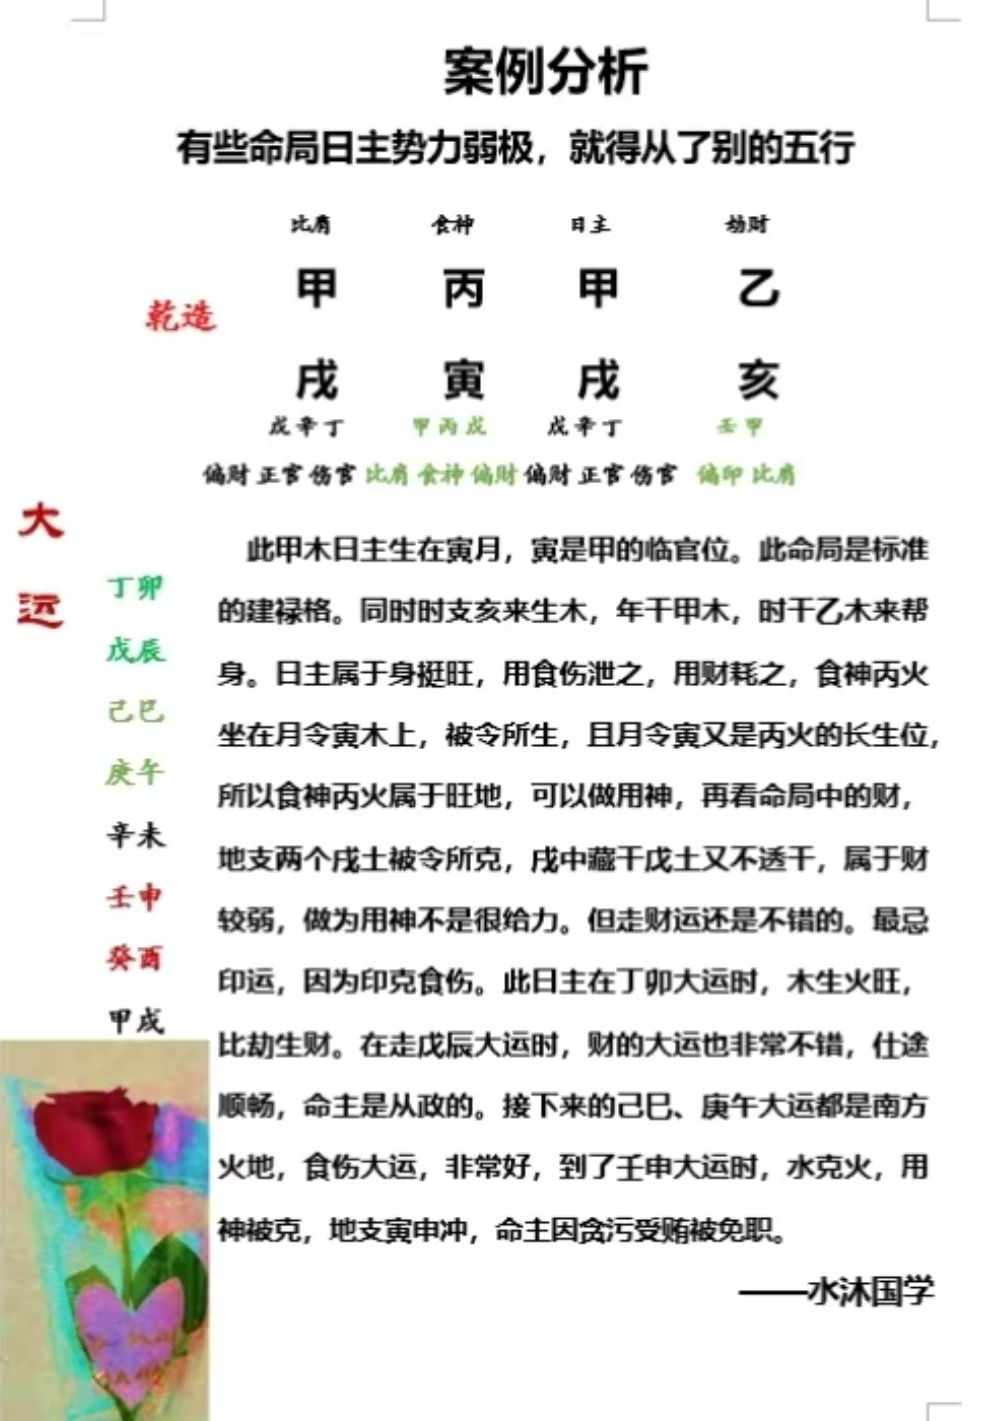 案例分析
有些命局日主势力弱极，就得从了别的五行
比肩 食神 日主 劫财
甲 丙 甲 乙
乾造
戌 寅 戌 亥
戊辛丁 甲丙戊 戊辛丁 壬甲
偏财 正官 伤官 比肩 食神 偏财 偏财 正官 伤官 偏印 比肩
大运
丁卯
戊辰
己巳
庚午
辛未
壬申
癸酉
甲戌
此甲木日主生在寅月，寅是甲的临官位。此命局是标准
的建禄格。同时时支亥来生木，年干甲木，时干乙木来帮
身。日主属于身挺旺，用食伤泄之，用财耗之，食神丙火
坐在月令寅木上，被令所生，且月令寅又是丙火的长生位，
所以食神丙火属于旺地，可以做用神，再看命局中的财，
地支两个戌土被令所克，戌中藏干戊土又不透干，属于财
较弱，做为用神不是很给力。但走财运还是不错的。最忌
印运，因为印克食伤。此日主在丁卯大运时，木生火旺，
比劫生财。在走戊辰大运时，财的大运也非常不错，仕途
顺畅，命主是从政的。接下来的己巳、庚午大运都是南方
火地，食伤大运，非常好，到了壬申大运时，水克火，用
神被克，地支寅申冲，命主因贪污受贿被免职。
——水沐国学